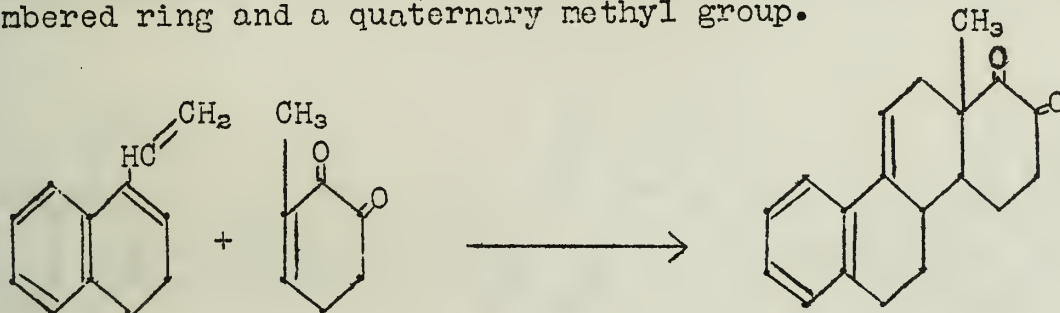 mbered ring and a quaternary methyl group.
CH₃
CH₂
CH₃
HC
O
O
O
O
+